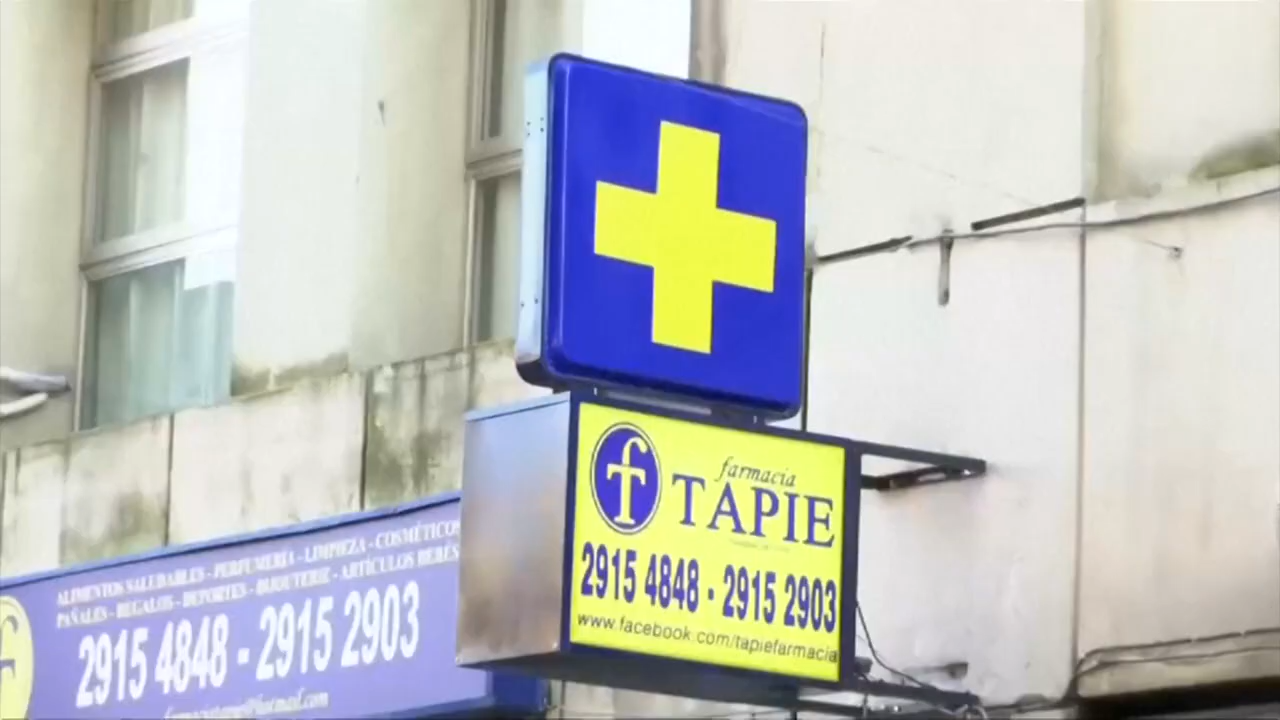 farmacia
TAPIE
2915 4848 - 2915 2903
www.facebook.com/tapiefarmacia
ALIMENTOS SALUDABLES - PERFUMERIA - LIMPIEZA - COSMÉTICOS
PAÑALES - REGALOS - DEPORTES - BIJOUTERIE - ARTÍCULOS BEBÉS
2915 4848 - 2915 2903